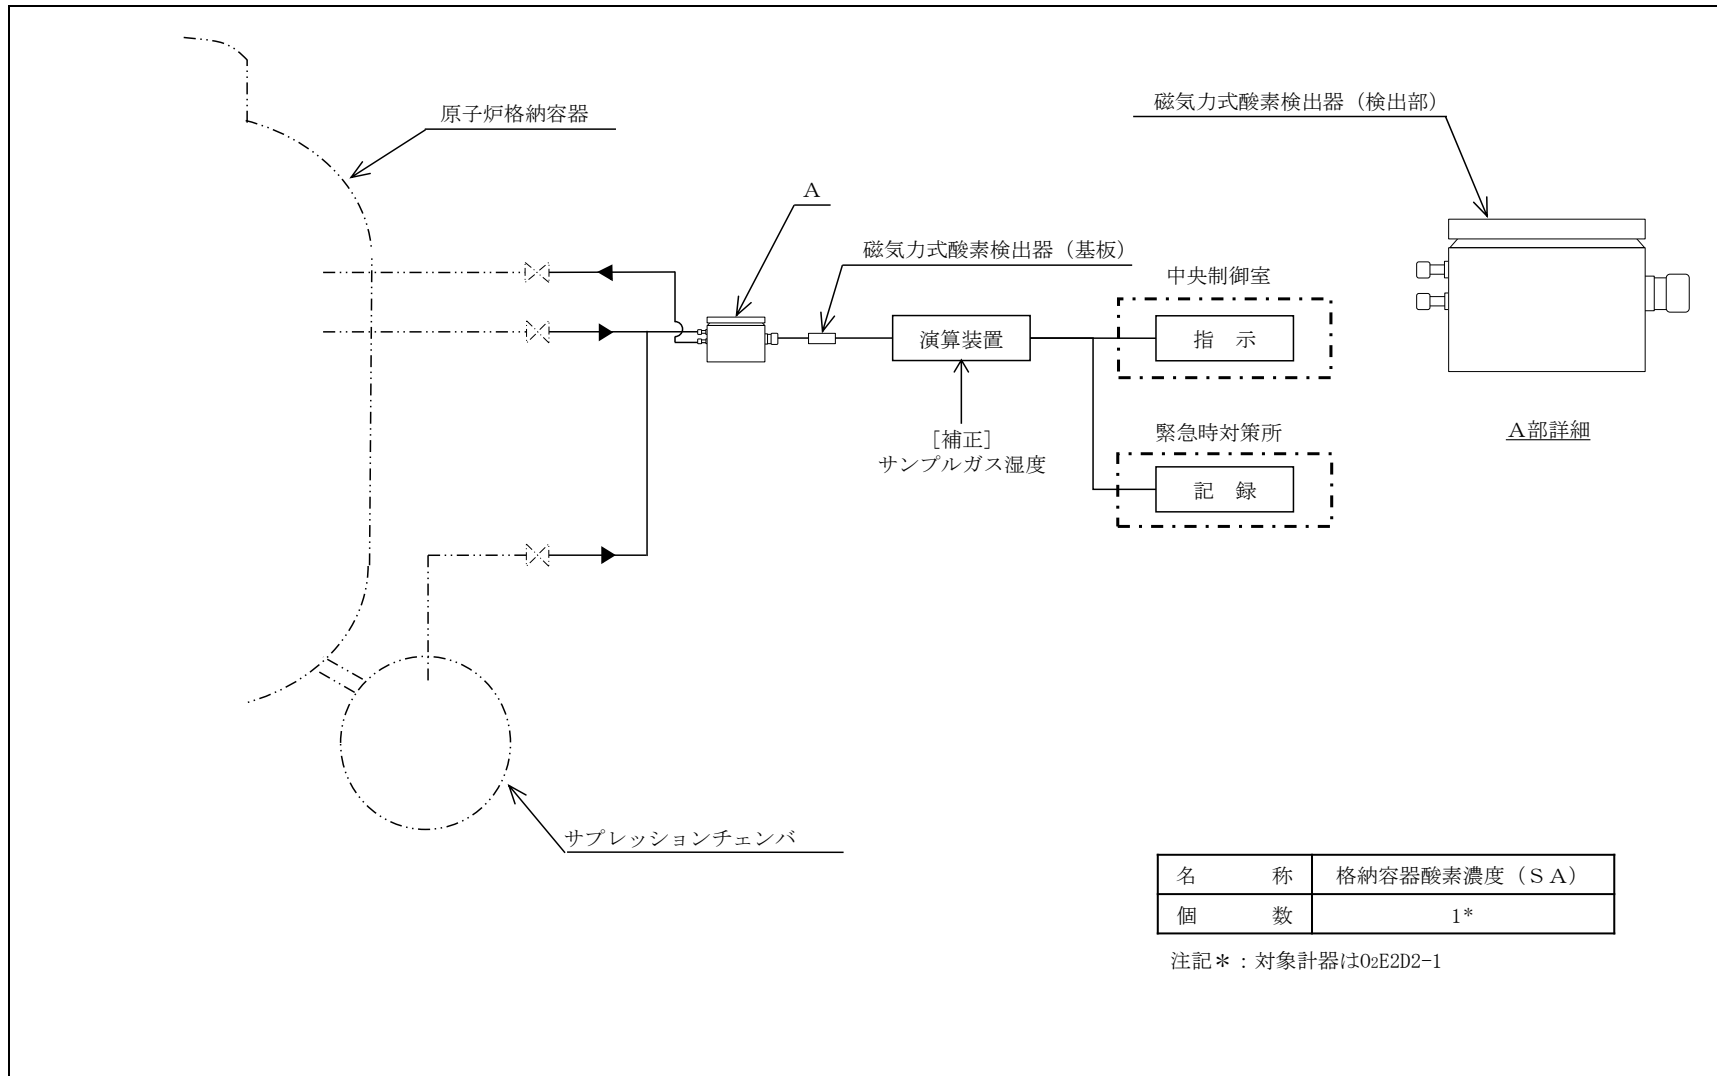 原子炉格納容器
磁気力式酸素検出器（検出部）
A
磁気力式酸素検出器（基板）
中央制御室
演算装置
指　示
［補正］
サンプルガス湿度
緊急時対策所
記　録
A部詳細
サプレッションチェンバ
名　称　格納容器酸素濃度（ＳＡ）
個　数　1*
注記＊：対象計器はO₂E2D2-1